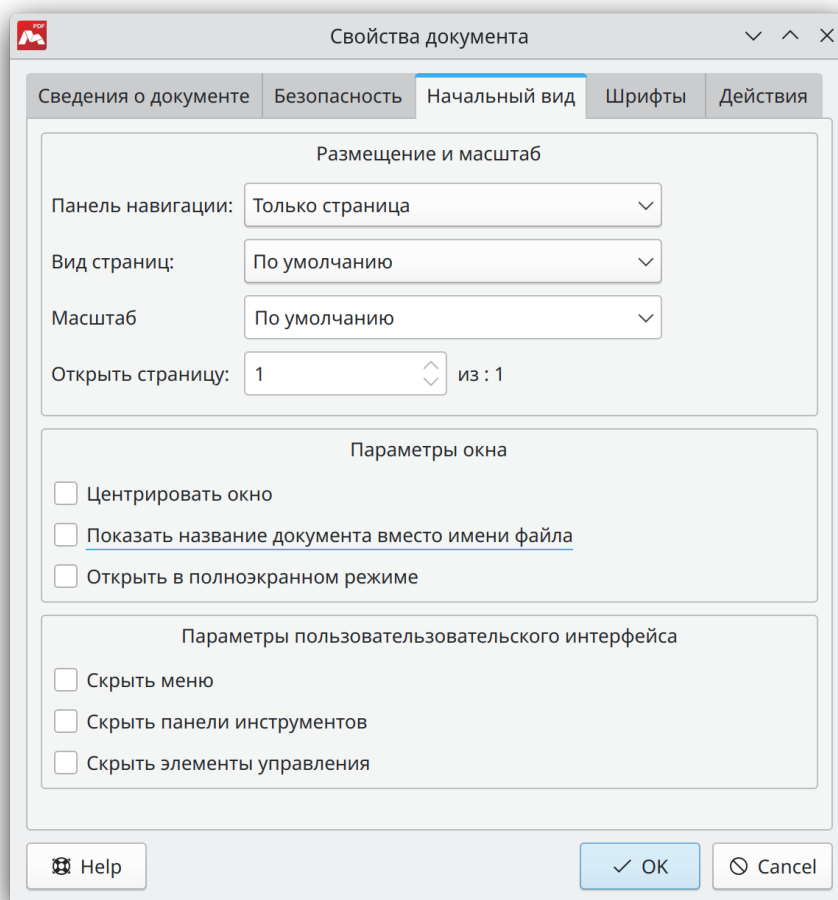 PDF
Свойства документа
Сведения о документе Безопасность Начальный вид Шрифты Действия
Размещение и масштаб
Панель навигации: Только страница
Вид страниц: По умолчанию
Масштаб По умолчанию
Открыть страницу: 1 из : 1
Параметры окна
Центрировать окно
Показать название документа вместо имени файла
Открыть в полноэкранном режиме
Параметры пользовательзовательского интерфейса
Скрыть меню
Скрыть панели инструментов
Скрыть элементы управления
Help OK Cancel